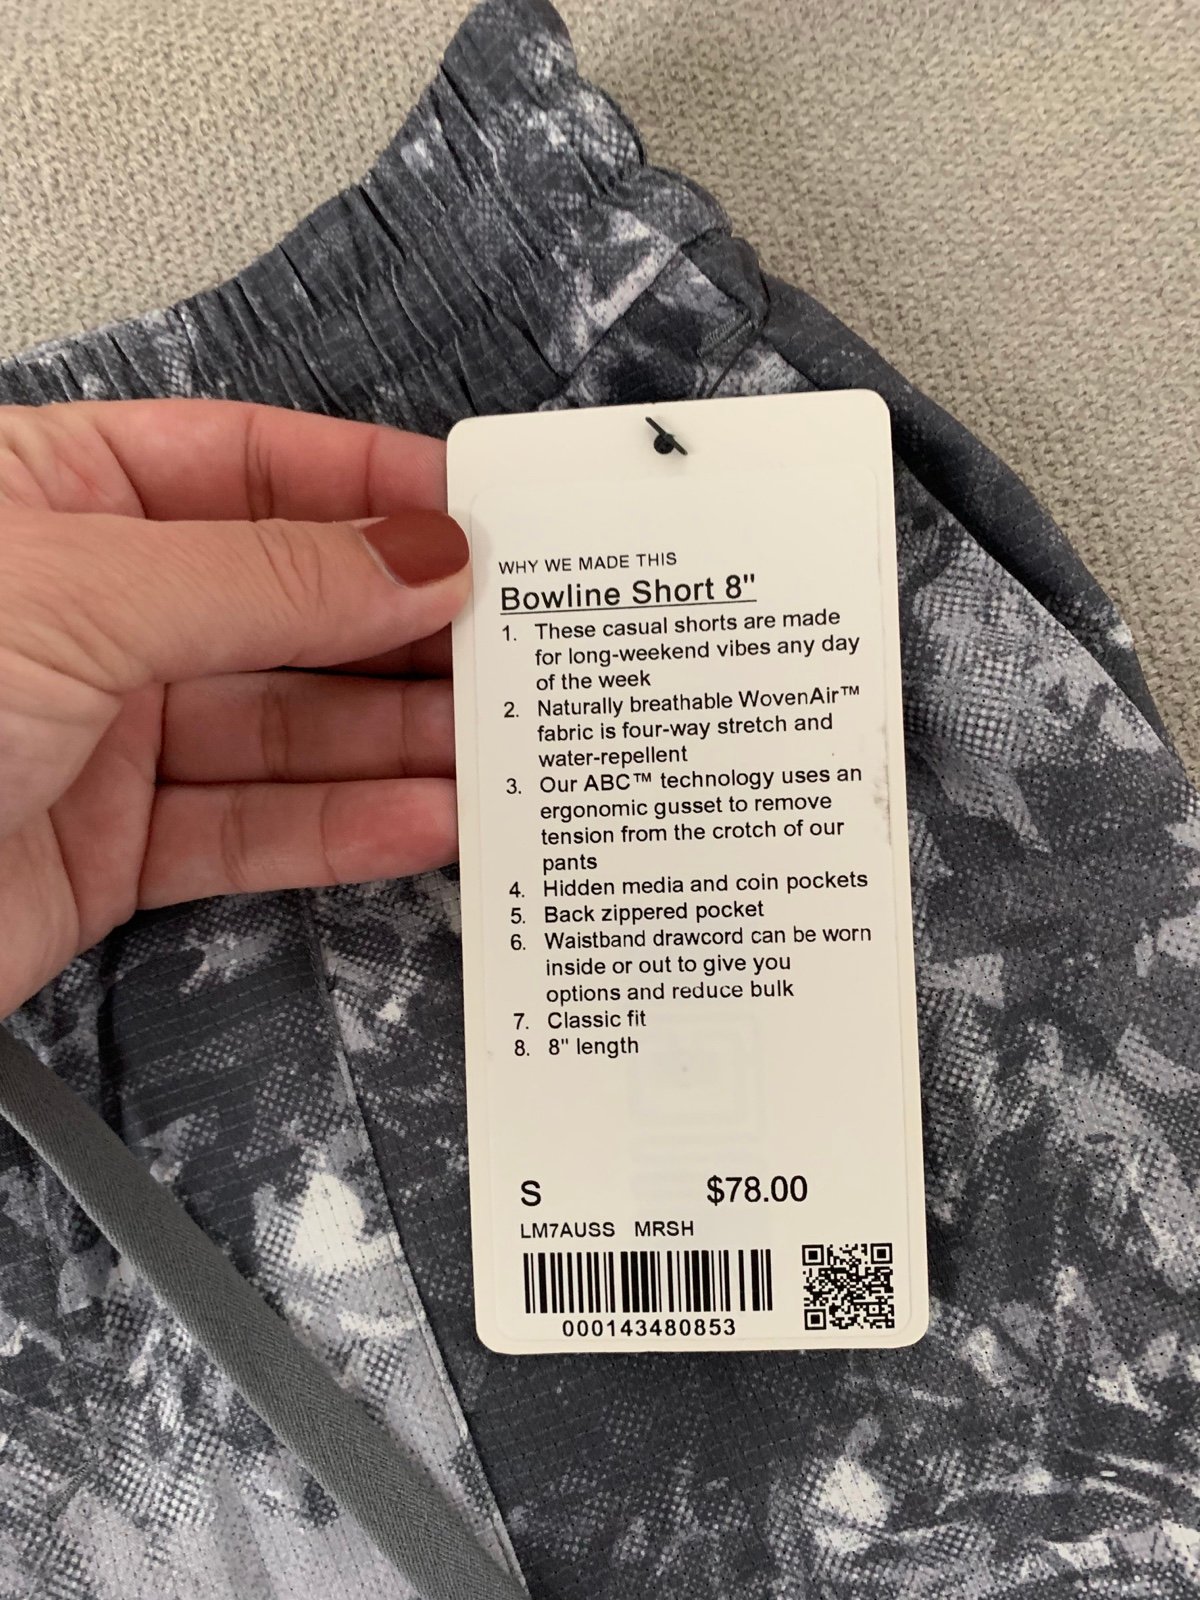 WHY WE MADE THIS
Bowline Short 8"
1. These casual shorts are made
for long-weekend vibes any day
of the week
2. Naturally breathable WovenAir™
fabric is four-way stretch and
water-repellent
3. Our ABC™ technology uses an
ergonomic gusset to remove
tension from the crotch of our
pants
4. Hidden media and coin pockets
5. Back zippered pocket
6. Waistband drawcord can be worn
inside or out to give you
options and reduce bulk
7. Classic fit
8. 8" length
S $78.00
LM7AUSS MRSH
000143480853